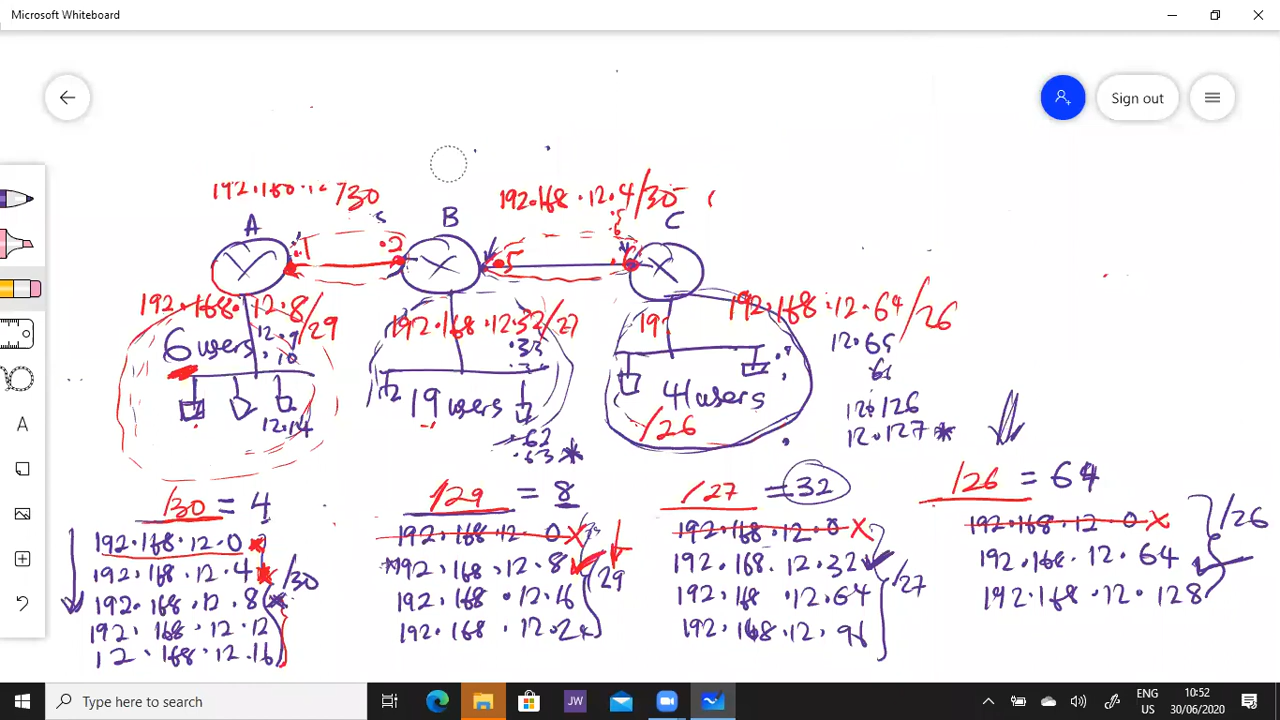 Microsoft Whiteboard
Sign out
/30
192.168.12.4/30
A
B
C
.1
.2
.5
.5
.6
192.168.12.8/29
192.168.12.32/27
192.168.12.64/26
6 users
12.9
.10
12.14
19
.33
19 users
.62
.63 *
41 users
/26
12.65
66
12.126
12.127 *
/30 = 4
192.168.12.0
192.168.12.4
192.168.12.8
192.168.12.12
12.168.12.16
/30
/29 = 8
192.168.12.0 X
192.168.12.8
192.168.12.16
192.168.12.24
/29
/27 = 32
192.168.12.0 X
192.168.12.32
192.168.12.64
192.168.12.96
/27
/26 = 64
192.168.12.0 X
192.168.12.64
192.168.12.128
/26
Type here to search
JW
ENG
US
10:52
30/06/2020